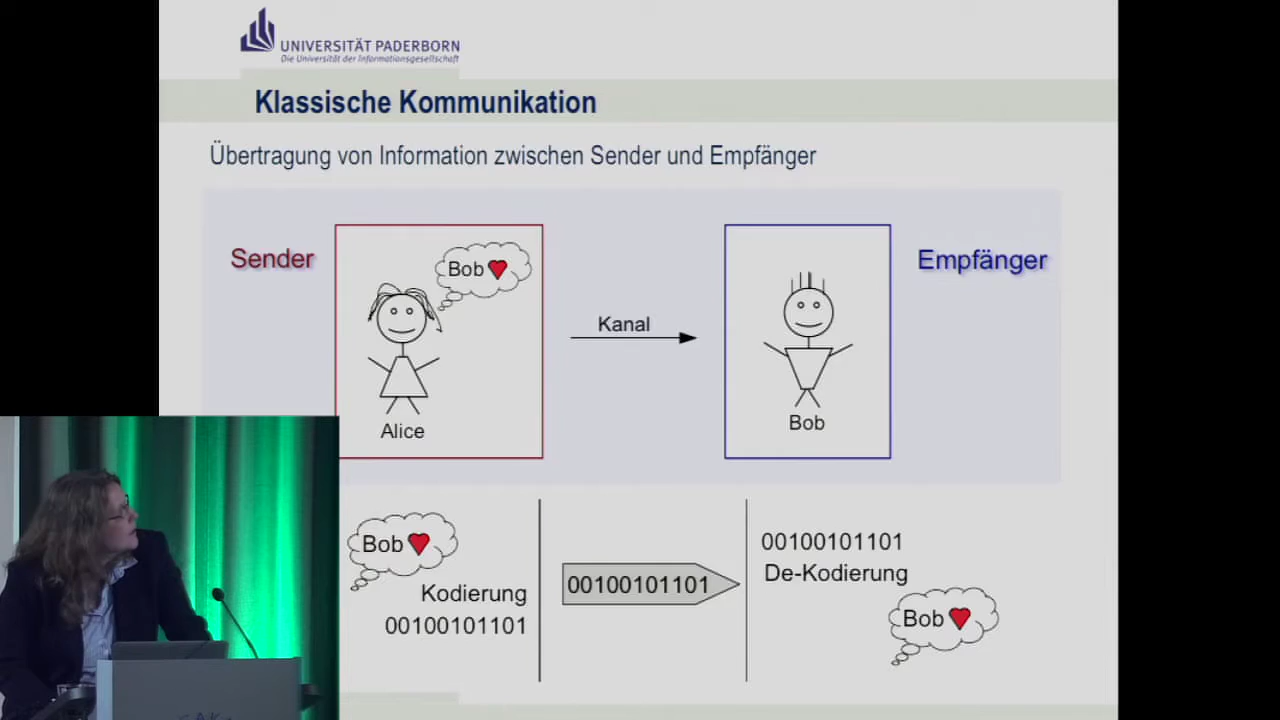 UNIVERSITÄT PADERBORN
Die Universität der Informationsgesellschaft
Klassische Kommunikation
Übertragung von Information zwischen Sender und Empfänger
Sender
Bob
Kanal
Empfänger
Alice
Bob
Bob
Kodierung
00100101101
00100101101
00100101101
De-Kodierung
Bob